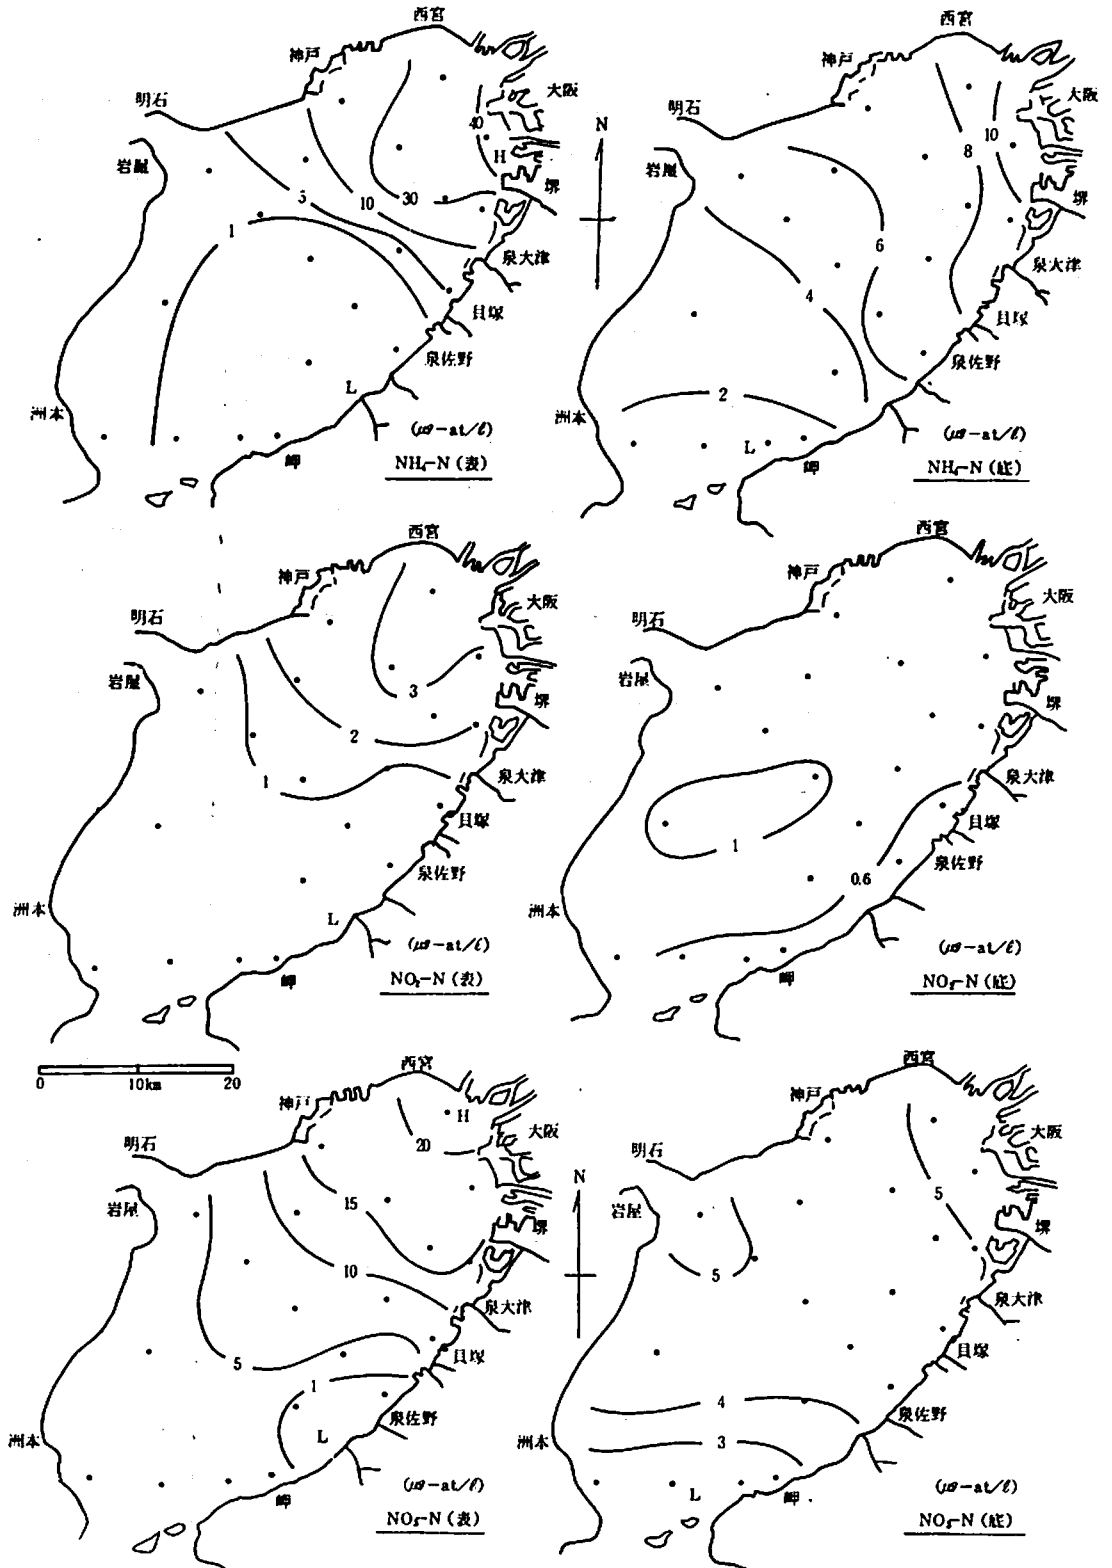 西宮
神戸
明石
大阪
40
N
H
岩屋
堺
5
10
30
1
泉大津
貝塚
泉佐野
L
洲本
(μg-at/ℓ)
岬
NH₄-N (表)
西宮
神戸
大阪
明石
10
8
岩屋
堺
6
泉大津
4
貝塚
泉佐野
2
洲本
(μg-at/ℓ)
L
岬
NH₄-N (底)
西宮
神戸
大阪
明石
岩屋
3
堺
2
1
泉大津
貝塚
泉佐野
洲本
L
(μg-at/ℓ)
岬
NO₂-N (表)
西宮
神戸
大阪
明石
岩屋
堺
泉大津
貝塚
1
泉佐野
0.6
洲本
(μg-at/ℓ)
岬
NO₂-N (底)
0 10km 20
西宮
神戸
H
大阪
明石
20
N
岩屋
15
堺
10
泉大津
貝塚
5
1
泉佐野
洲本
L
(μg-at/ℓ)
岬
NO₃-N (表)
西宮
神戸
大阪
明石
5
岩屋
堺
5
泉大津
貝塚
4
泉佐野
3
洲本
(μg-at/ℓ)
L
岬
NO₃-N (底)